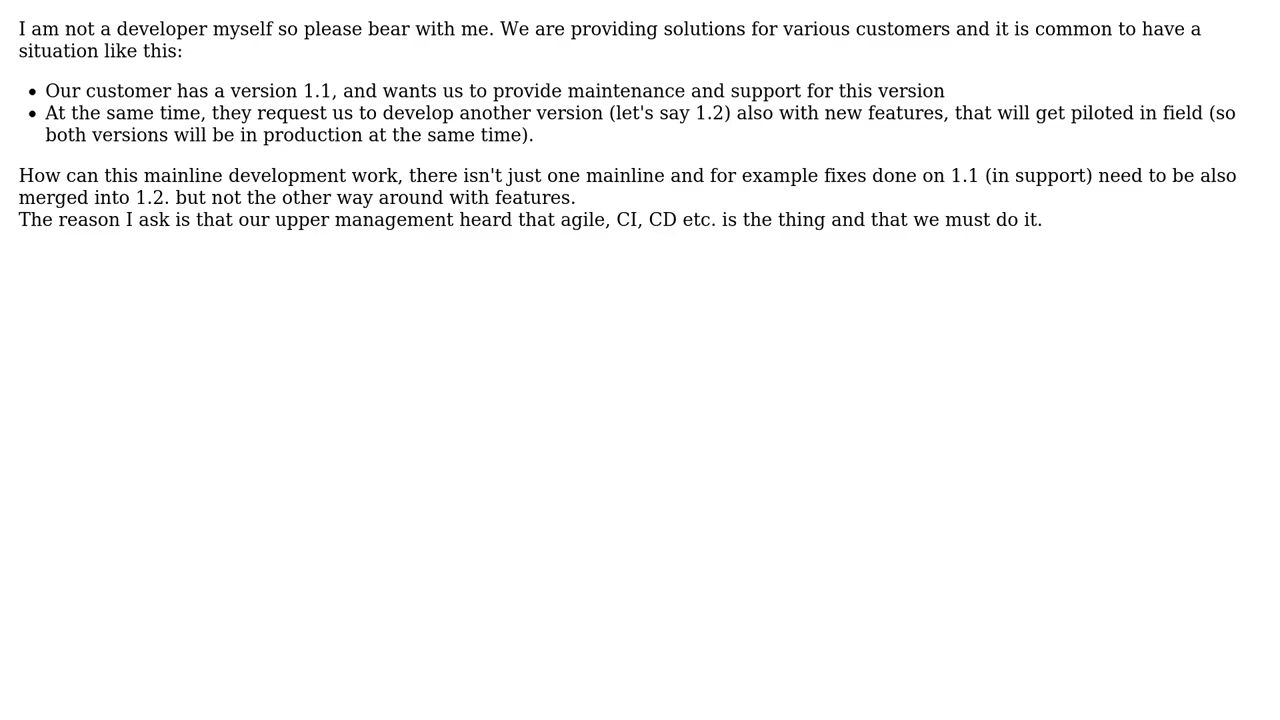 I am not a developer myself so please bear with me. We are providing solutions for various customers and it is common to have a
situation like this:
• Our customer has a version 1.1, and wants us to provide maintenance and support for this version
• At the same time, they request us to develop another version (let's say 1.2) also with new features, that will get piloted in field (so
both versions will be in production at the same time).
How can this mainline development work, there isn't just one mainline and for example fixes done on 1.1 (in support) need to be also
merged into 1.2. but not the other way around with features.
The reason I ask is that our upper management heard that agile, CI, CD etc. is the thing and that we must do it.